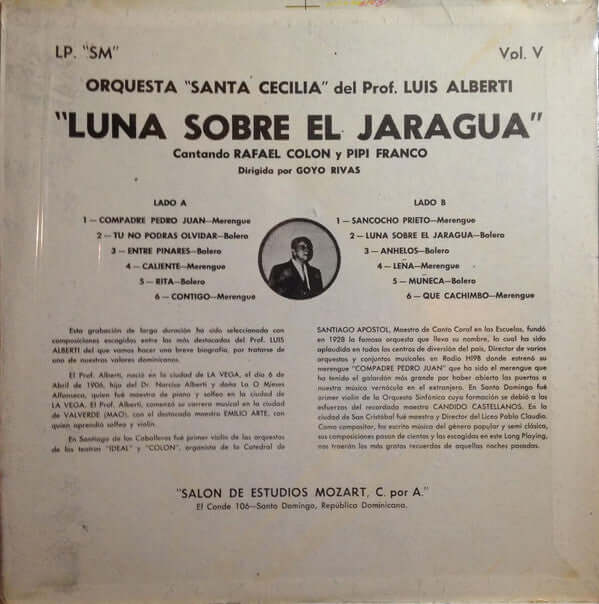 LP. "SM"
Vol. V
ORQUESTA "SANTA CECILIA" del Prof. LUIS ALBERTI
"LUNA SOBRE EL JARAGUA"
Cantando RAFAEL COLON y PIPI FRANCO
Dirigida por GOYO RIVAS
LADO A
1 — COMPADRE PEDRO JUAN—Merengue
2 — TU NO PODRAS OLVIDAR—Bolero
3 — ENTRE PINARES—Bolero
4 — CALIENTE—Merengue
5 — RITA—Bolero
6 — CONTIGO—Merengue
LADO B
1 — SANCOCHO PRIETO—Merengue
2 — LUNA SOBRE EL JARAGUA—Bolero
3 — ANHELOS—Bolero
4 — LEÑA—Merengue
5 — MUÑECA—Bolero
6 — QUE CACHIMBO—Merengue
Esta grabación de larga duración ha sido seleccionada con
composiciones escogidas entre las más destacadas del Prof. LUIS
ALBERTI del que vamos hacer una breve biografía, por tratarse de
uno de nuestros valores dominicanos.
El Prof. Alberti, nació en la ciudad de LA VEGA, el día 6 de
Abril de 1906, hijo del Dr. Narciso Alberti y doña La O Mieses
Alfonseca, quien fué maestra de piano y solfeo en la ciudad de
LA VEGA. El Prof. Alberti, comenzó su carrera musical en la ciudad
de VALVERDE (MAO), con el destacado maestro EMILIO ARTE, con
quien aprendió solfeo y violín.
En Santiago de los Caballeros fué primer violín de las orquestas
de los teatros "IDEAL" y "COLON", organista de la Catedral de
SANTIAGO APOSTOL, Maestro de Canto Coral en las Escuelas, fundó
en 1928 la famosa orquesta que lleva su nombre, la cual ha sido
aplaudida en todos los centros de diversión del país, Director de varias
orquestas y conjuntos musicales en Radio HI9B donde estrenó su
merengue "COMPADRE PEDRO JUAN" que ha sido el merengue que
ha tenido el galardón más grande por haber abierto las puertas a
nuestra música vernácula en el extranjero. En Santo Domingo fué
primer violín de la Orquesta Sinfónica cuya formación se debió a los
esfuerzos del recordado maestro CANDIDO CASTELLANOS. En la
ciudad de San Cristóbal fué maestro y Director del Liceo Pablo Claudio.
Como compositor, ha escrito música del género popular y semi clásica,
sus composiciones pasan de cientos y las escogidas en este Long Playing,
nos traerán los más gratos recuerdos de aquellas noches pasadas.
"SALON DE ESTUDIOS MOZART, C. por A."
El Conde 106—Santo Domingo, República Dominicana.